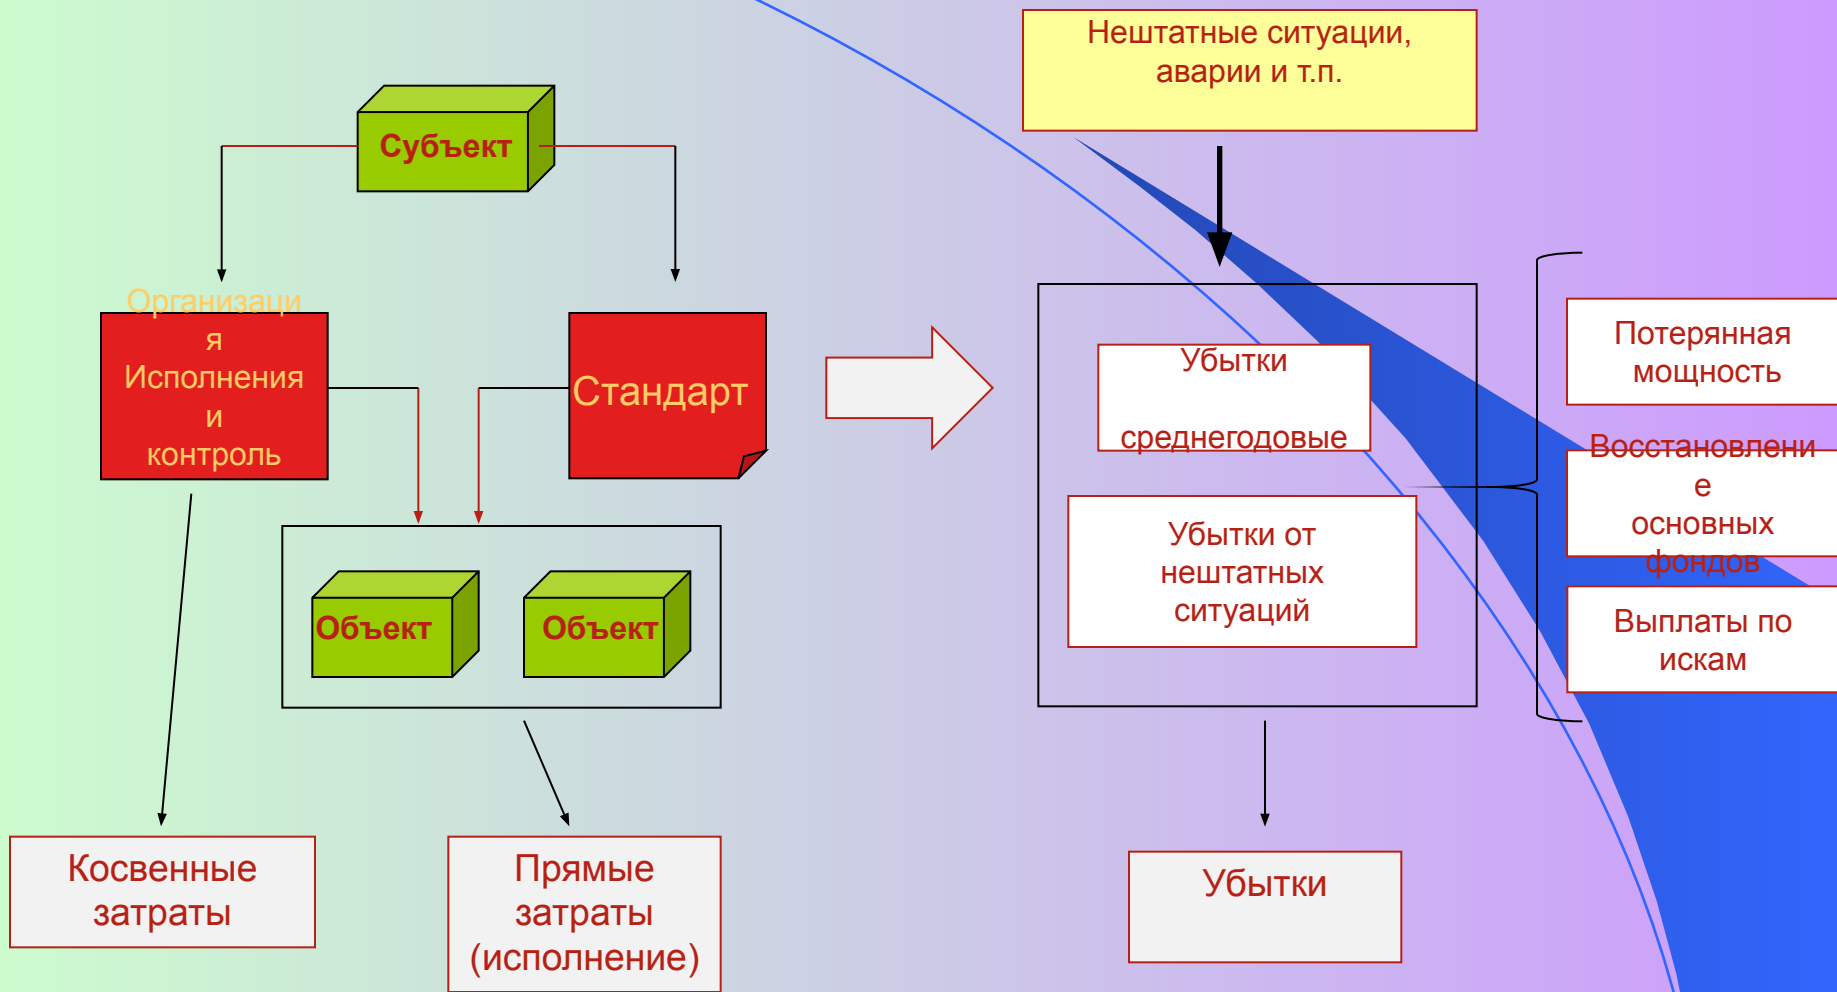 Нештатные ситуации,
аварии и т.п.
Субъект
Организаци
я
Исполнения
и
контроль
Стандарт
Объект
Объект
Косвенные
затраты
Прямые
затраты
(исполнение)
Убытки
среднегодовые
Убытки от
нештатных
ситуаций
Убытки
Потерянная
мощность
Восстановлени
е
основных
фондов
Выплаты по
искам